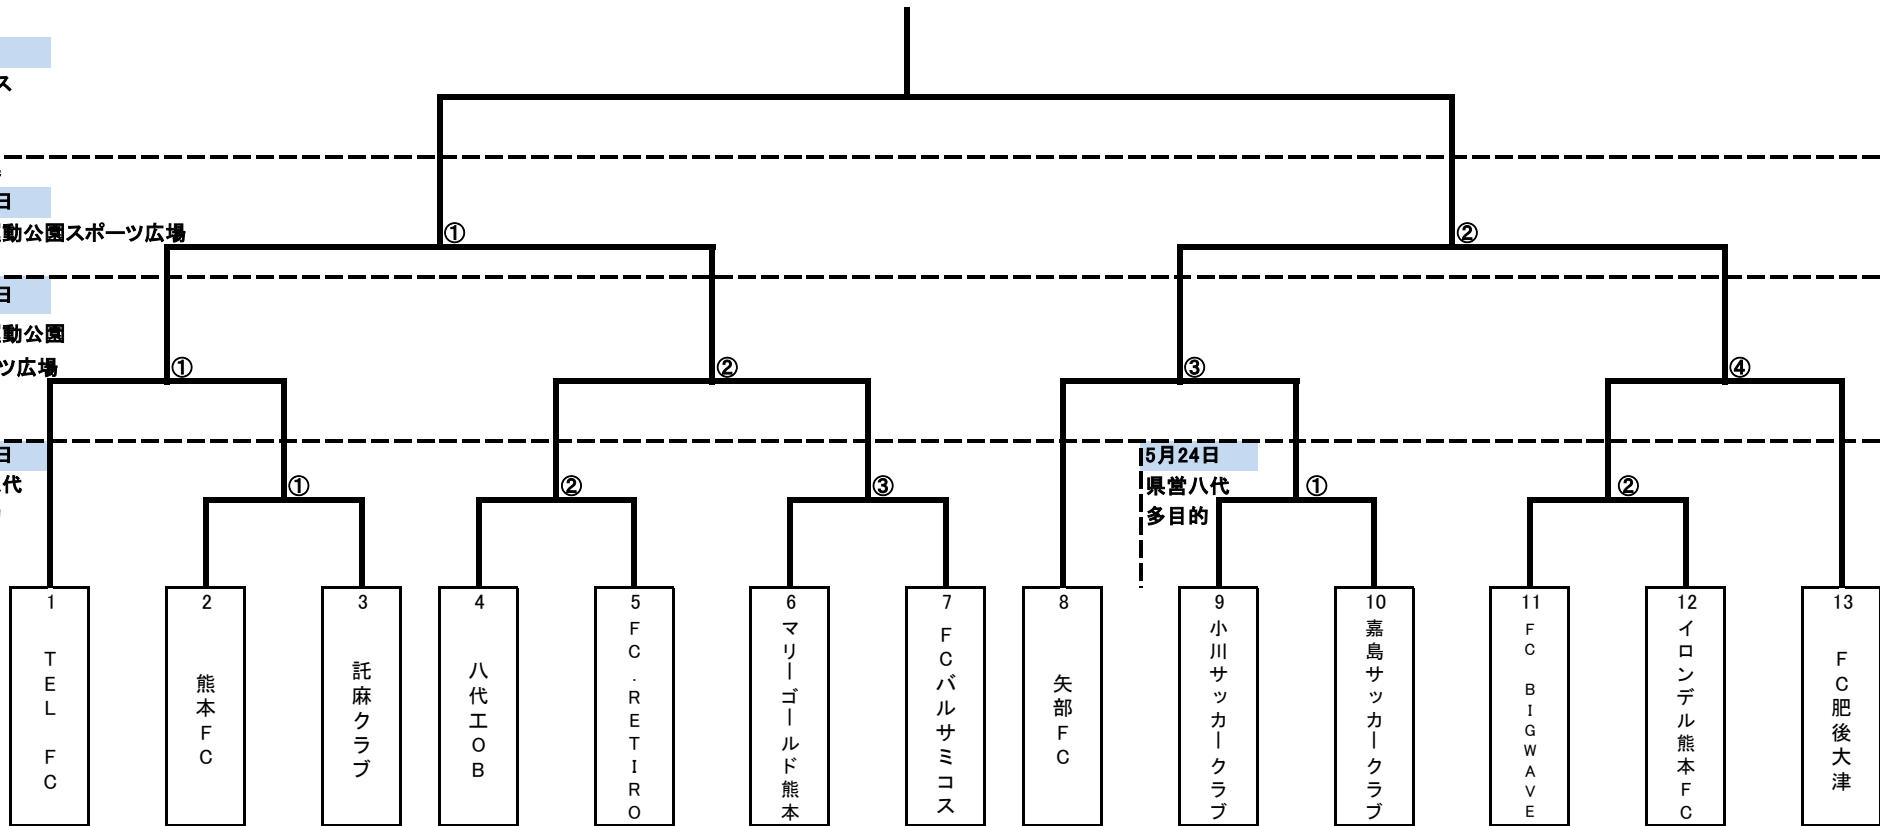 ス
日
動公園スポーツ広場
①
②
日
動公園
ツ広場
①
②
③
④
日
代
5月24日
県営八代
多目的
①
②
③
①
②
1 TEL FC
2 熊本FC
3 託麻クラブ
4 八代工OB
5 FC.RETIRO
6 マリーゴールド熊本
7 FCバルサミコス
8 矢部FC
9 小川サッカークラブ
10 嘉島サッカークラブ
11 FC BIGWAVE
12 イロンデル熊本FC
13 FC肥後大津